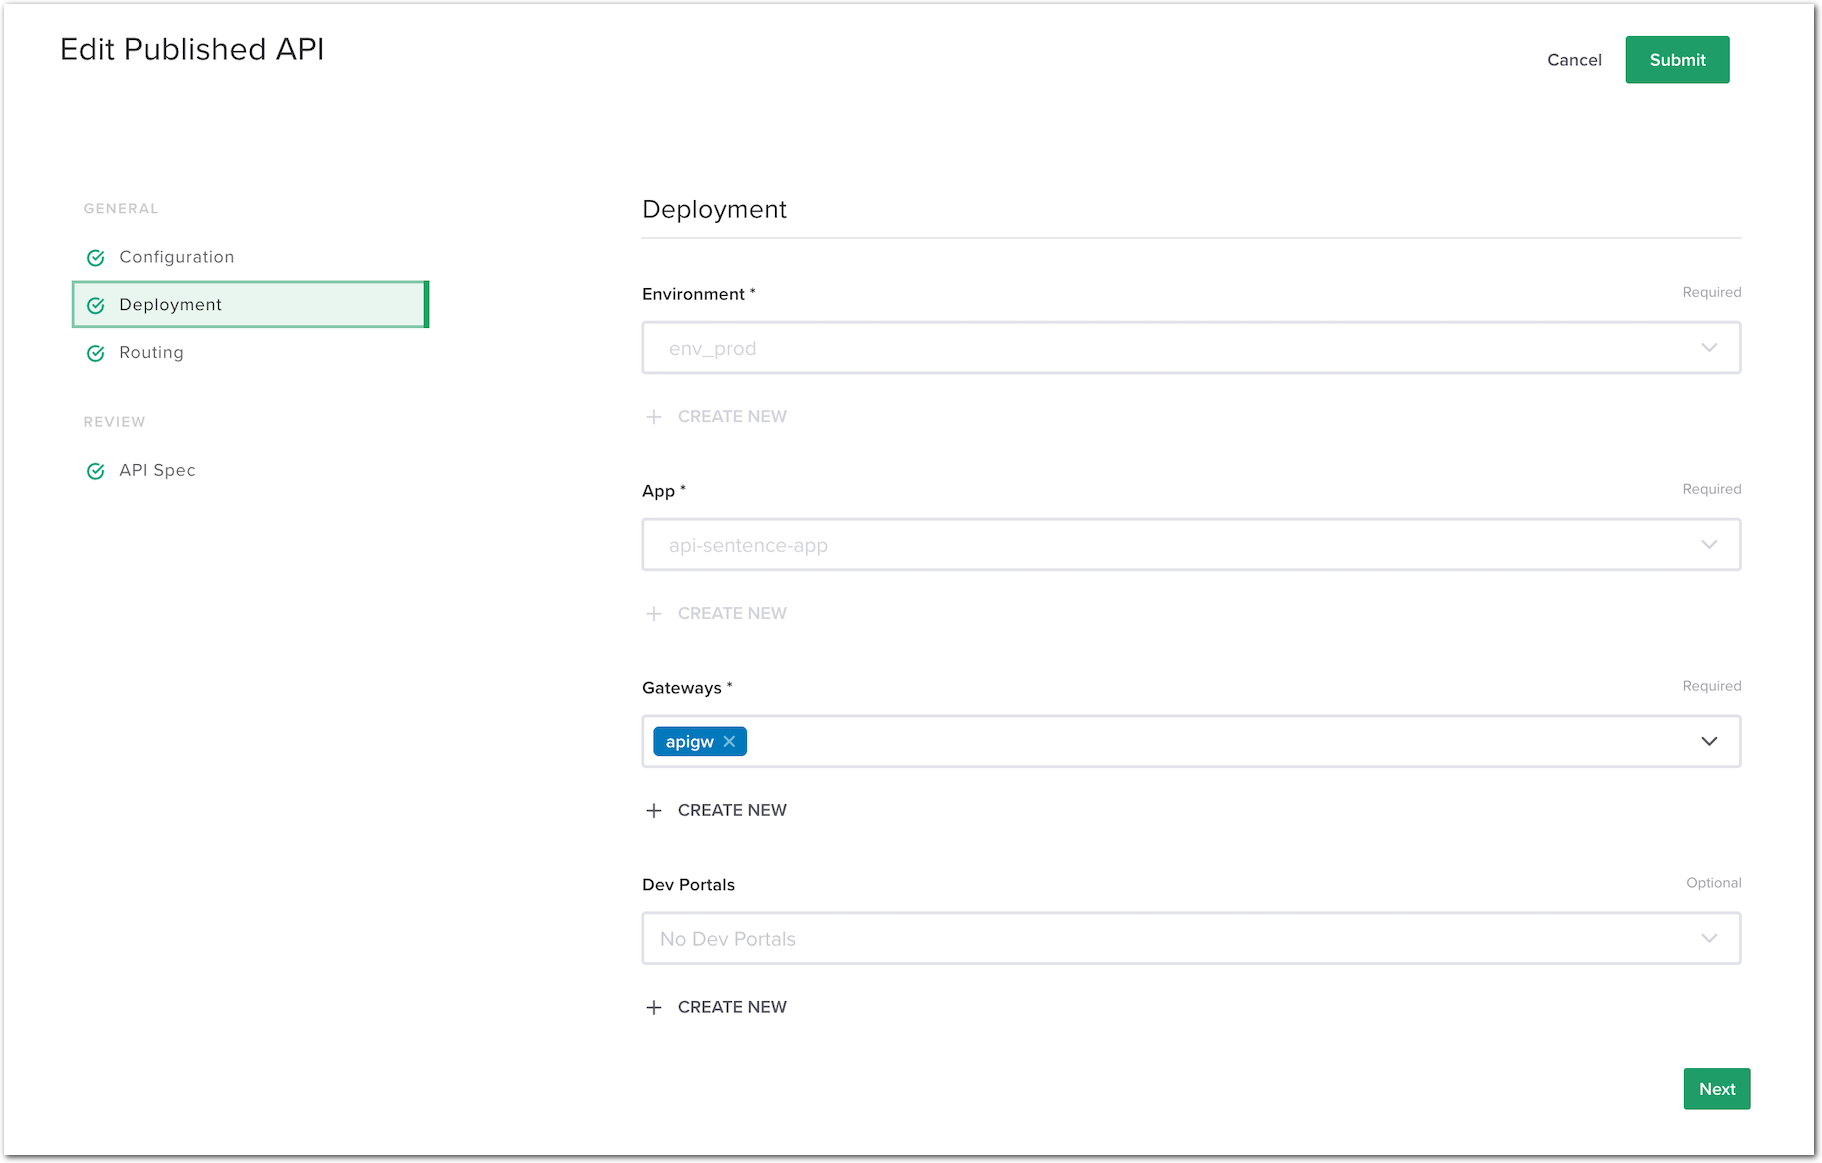 Edit Published API
Cancel
Submit
GENERAL
Configuration
Deployment
Routing
REVIEW
API Spec
Deployment
Environment *
Required
env_prod
CREATE NEW
App *
Required
api-sentence-app
CREATE NEW
Gateways *
Required
apigw
CREATE NEW
Dev Portals
Optional
No Dev Portals
CREATE NEW
Next